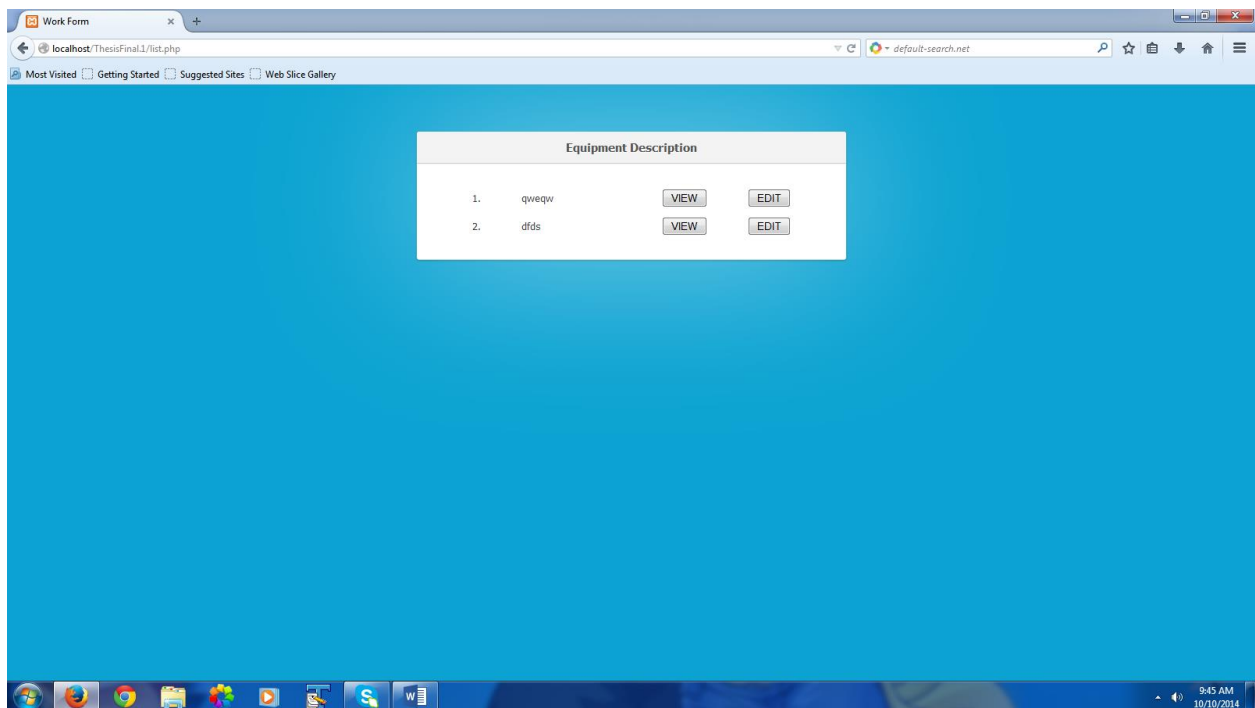 Work Form
localhost/ThesisFinal.1/list.php
default-search.net
Most Visited Getting Started Suggested Sites Web Slice Gallery
Equipment Description
1. qweqw VIEW EDIT
2. dfds VIEW EDIT
9:45 AM
10/10/2014